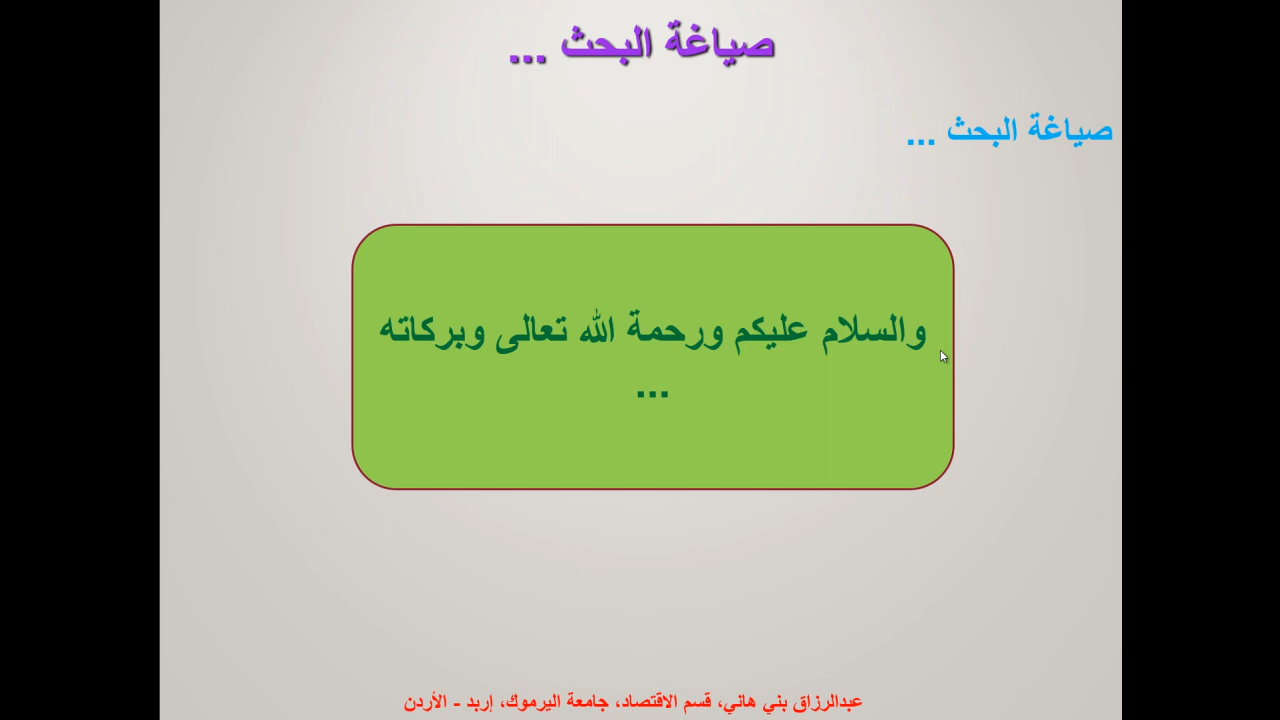 صياغة البحث ...
صياغة البحث ...
والسلام عليكم ورحمة الله تعالى وبركاته
...
عبدالرزاق بني هاني، قسم الاقتصاد، جامعة اليرموك، إربد - الأردن